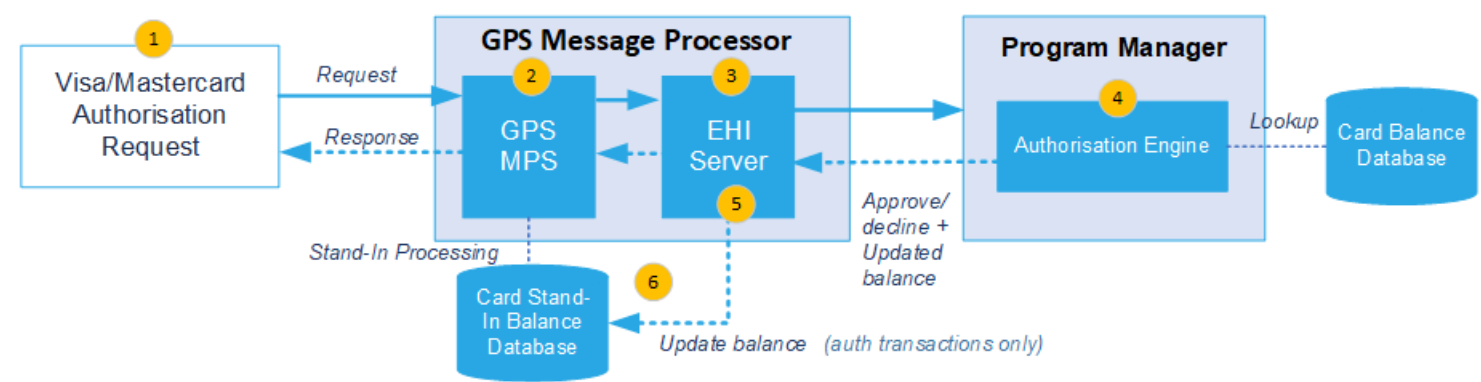 1
Visa/Mastercard
Authorisation
Request
Request
Response
GPS Message Processor
2
GPS
MPS
3
EHI
Server
5
Program Manager
4
Authorisation Engine
Lookup
Card Balance
Database
Approve/
decline +
Updated
balance
Stand-In Processing
6
Card Stand-
In Balance
Database
Update balance (auth transactions only)